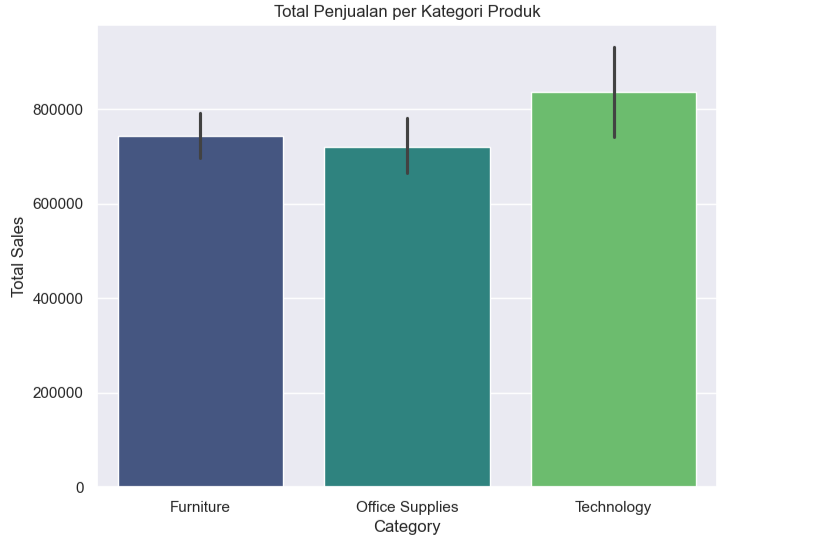 Total Penjualan per Kategori Produk
Total Sales
800000
600000
400000
200000
0
Furniture
Office Supplies
Technology
Category